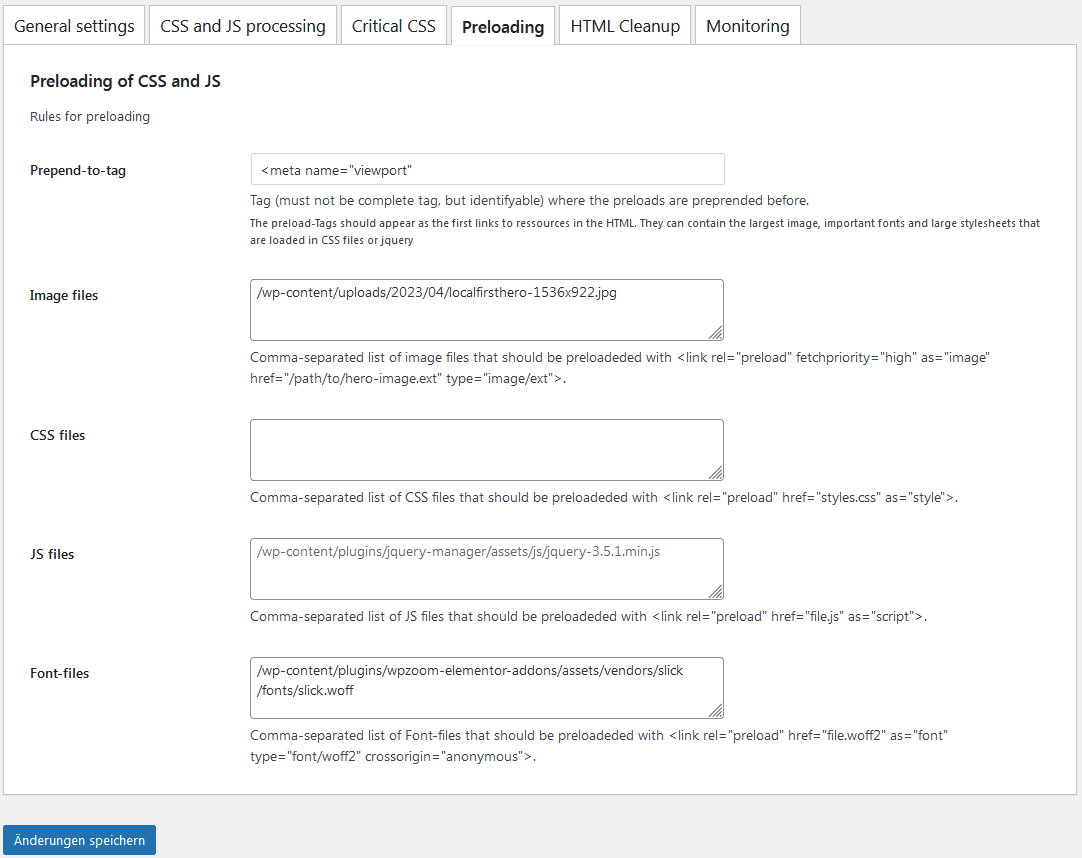 General settings
CSS and JS processing
Critical CSS
Preloading
HTML Cleanup
Monitoring
Preloading of CSS and JS
Rules for preloading
Prepend-to-tag
<meta name="viewport"
Tag (must not be complete tag, but identifyable) where the preloads are preprended before.
The preload-Tags should appear as the first links to ressources in the HTML. They can contain the largest image, important fonts and large stylesheets that
are loaded in CSS files or jquery
Image files
/wp-content/uploads/2023/04/localfirsthero-1536x922.jpg
Comma-separated list of image files that should be preloadeded with <link rel="preload" fetchpriority="high" as="image"
href="/path/to/hero-image.ext" type="image/ext">.
CSS files
Comma-separated list of CSS files that should be preloadeded with <link rel="preload" href="styles.css" as="style">.
JS files
/wp-content/plugins/jquery-manager/assets/js/jquery-3.5.1.min.js
Comma-separated list of JS files that should be preloadeded with <link rel="preload" href="file.js" as="script">.
Font-files
/wp-content/plugins/wpzoom-elementor-addons/assets/vendors/slick
/fonts/slick.woff
Comma-separated list of Font-files that should be preloadeded with <link rel="preload" href="file.woff2" as="font"
type="font/woff2" crossorigin="anonymous">.
Änderungen speichern